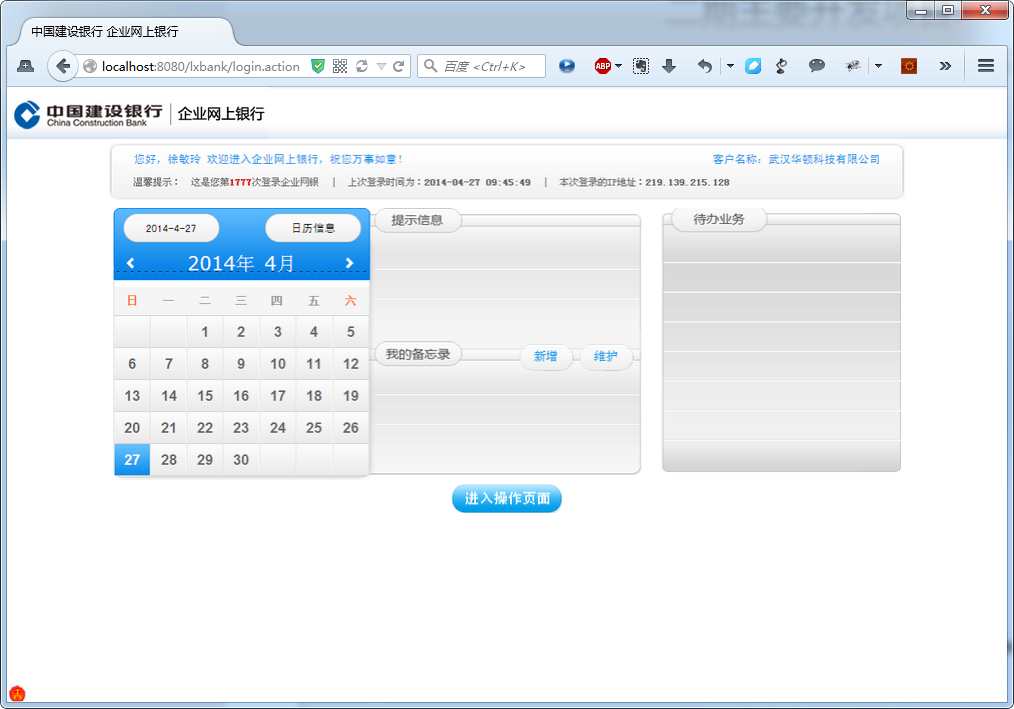 二期主要开发
中国建设银行 企业网上银行
localhost:8080/lxbank/login.action
百度 <Ctrl+K>
ABP
中国建设银行 企业网上银行
China Construction Bank
您好，徐敏玲 欢迎进入企业网上银行，祝您万事如意！ 客户名称：武汉华顿科技有限公司
温馨提示： 这是您第1777次登录企业网银 | 上次登录时间为：2014-04-27 09:45:49 | 本次登录的IP地址：219.139.215.128
2014-4-27 日历信息
2014年 4月
日 一 二 三 四 五 六
1 2 3 4 5
6 7 8 9 10 11 12
13 14 15 16 17 18 19
20 21 22 23 24 25 26
27 28 29 30
提示信息
我的备忘录 新增 维护
待办业务
进入操作页面